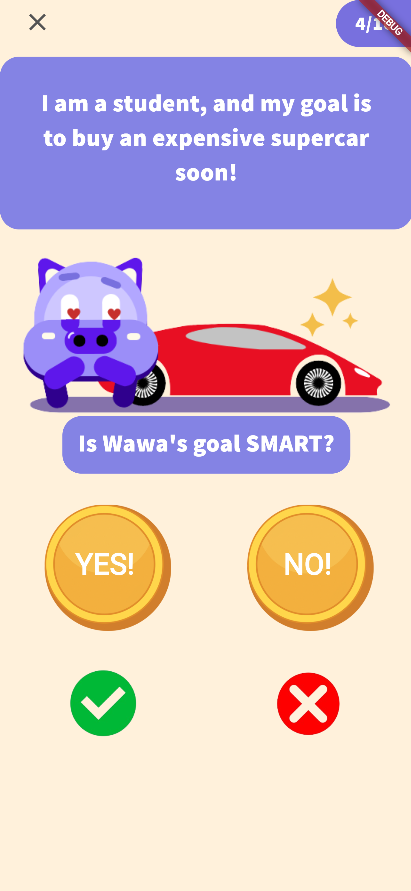 4/1
DEBUG
I am a student, and my goal is
to buy an expensive supercar
soon!
Is Wawa's goal SMART?
YES!
NO!